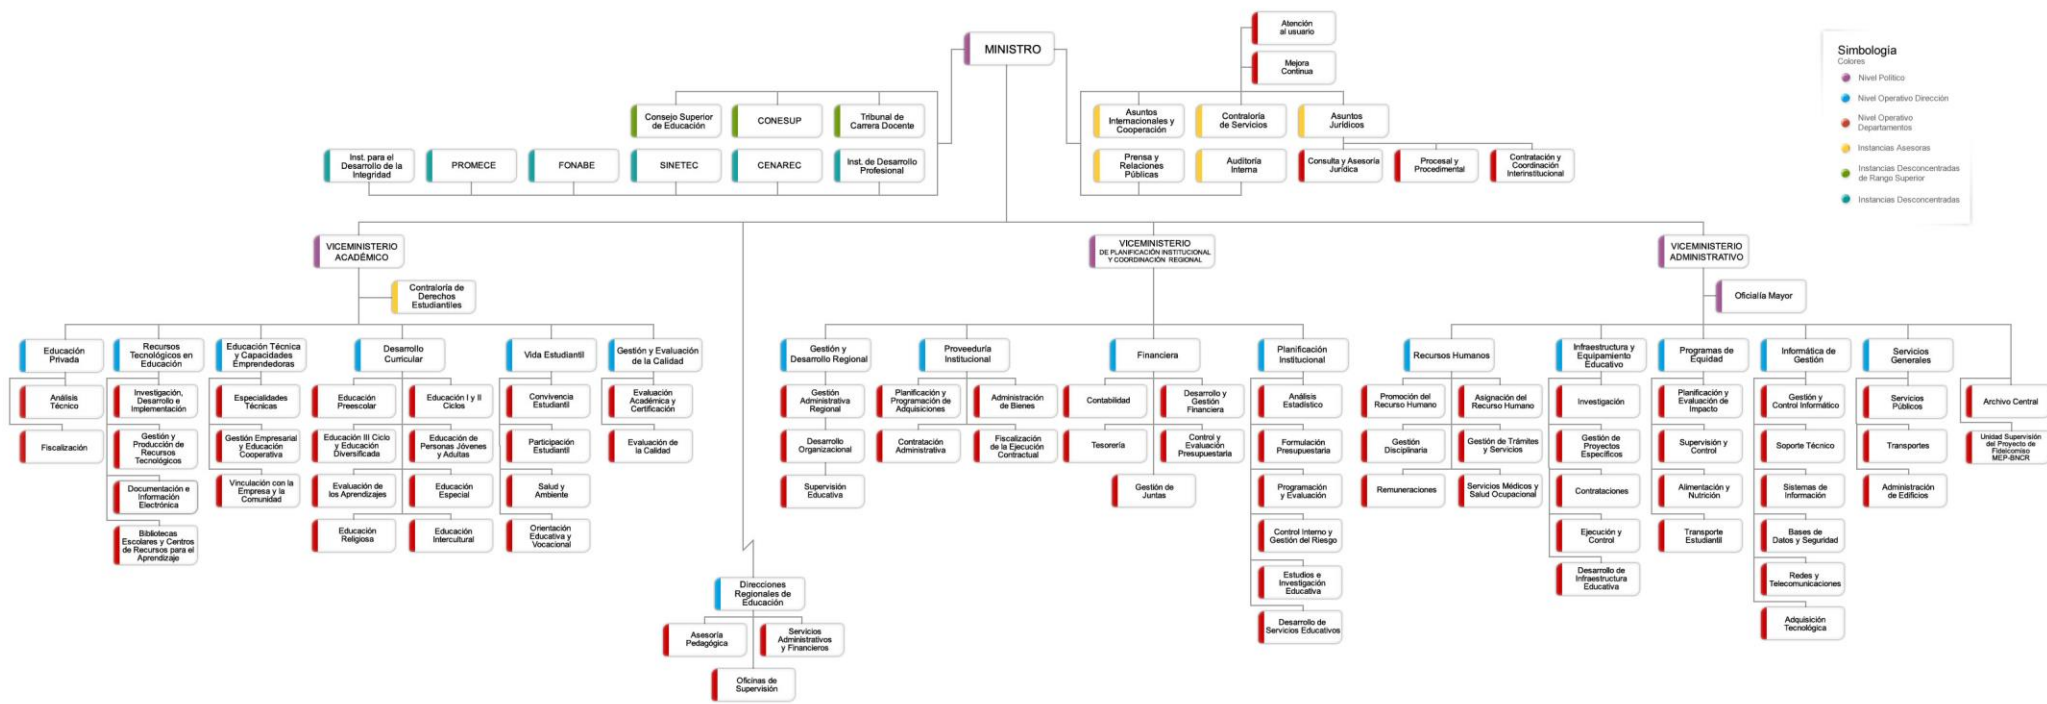 MINISTRO
Atención
al usuario
Mejora
Continua
Simbología
Colores
Nivel Político
Nivel Operativo Dirección
Nivel Operativo
Departamentos
Instancias Asesoras
Instancias Desconcentradas
de Rango Superior
Instancias Desconcentradas
Consejo Superior
de Educación
CONESUP
Tribunal de
Carrera Docente
Asuntos
Internacionales y
Cooperación
Contraloría
de Servicios
Asuntos
Jurídicos
Inst. para el
Desarrollo de la
Integridad
PROMECE
FONABE
SINETEC
CENAREC
Inst. de Desarrollo
Profesional
Prensa y
Relaciones
Públicas
Auditoría
Interna
Consulta y Asesoría
Jurídica
Procesal y
Procedimental
Contratación y
Coordinación
Interinstitucional
VICEMINISTERIO
ACADÉMICO
VICEMINISTERIO
DE PLANIFICACIÓN INSTITUCIONAL
Y COORDINACIÓN REGIONAL
VICEMINISTERIO
ADMINISTRATIVO
Contraloría de
Derechos
Estudiantiles
Oficialía Mayor
Educación
Privada
Recursos
Tecnológicos en
Educación
Educación Técnica
y Capacidades
Emprendedoras
Desarrollo
Curricular
Vida Estudiantil
Gestión y Evaluación
de la Calidad
Gestión y
Desarrollo Regional
Proveeduría
Institucional
Financiera
Planificación
Institucional
Recursos Humanos
Infraestructura y
Equipamiento
Educativo
Programas de
Equidad
Informática de
Gestión
Servicios
Generales
Análisis
Técnico
Investigación,
Desarrollo e
Implementación
Especialidades
Técnicas
Educación
Preescolar
Educación I y II
Ciclos
Convivencia
Estudiantil
Evaluación
Académica y
Certificación
Gestión
Administrativa
Regional
Planificación y
Programación de
Adquisiciones
Administración
de Bienes
Contabilidad
Desarrollo y
Gestión
Financiera
Análisis
Estadístico
Promoción del
Recurso Humano
Asignación del
Recurso Humano
Investigación
Planificación y
Evaluación de
Impacto
Gestión y
Control Informático
Servicios
Públicos
Archivo Central
Fiscalización
Gestión y
Producción de
Recursos
Tecnológicos
Gestión Empresarial
y Educación
Cooperativa
Educación III Ciclo
y Educación
Diversificada
Educación de
Personas Jóvenes
y Adultas
Participación
Estudiantil
Evaluación de
la Calidad
Desarrollo
Organizacional
Contratación
Administrativa
Fiscalización
de la Ejecución
Contractual
Tesorería
Control y
Evaluación
Presupuestaria
Formulación
Presupuestaria
Gestión
Disciplinaria
Gestión de Trámites
y Servicios
Gestión de
Proyectos
Específicos
Supervisión y
Control
Soporte Técnico
Transportes
Unidad Supervisión
del Proyecto de
Fideicomiso
MEP-BNCR
Documentación e
Información
Electrónica
Vinculación con la
Empresa y la
Comunidad
Evaluación de
los Aprendizajes
Educación
Especial
Salud y
Ambiente
Supervisión
Educativa
Gestión de
Juntas
Programación
y Evaluación
Remuneraciones
Servicios Médicos y
Salud Ocupacional
Contrataciones
Alimentación y
Nutrición
Sistemas de
Información
Administración
de Edificios
Bibliotecas
Escolares y Centros
de Recursos para el
Aprendizaje
Educación
Religiosa
Educación
Intercultural
Orientación
Educativa y
Vocacional
Control Interno y
Gestión del Riesgo
Ejecución y
Control
Transporte
Estudiantil
Bases de
Datos y Seguridad
Direcciones
Regionales de
Educación
Estudios e
Investigación
Educativa
Desarrollo de
Infraestructura
Educativa
Redes y
Telecomunicaciones
Asesoría
Pedagógica
Servicios
Administrativos
y Financieros
Desarrollo de
Servicios Educativos
Adquisición
Tecnológica
Oficinas de
Supervisión